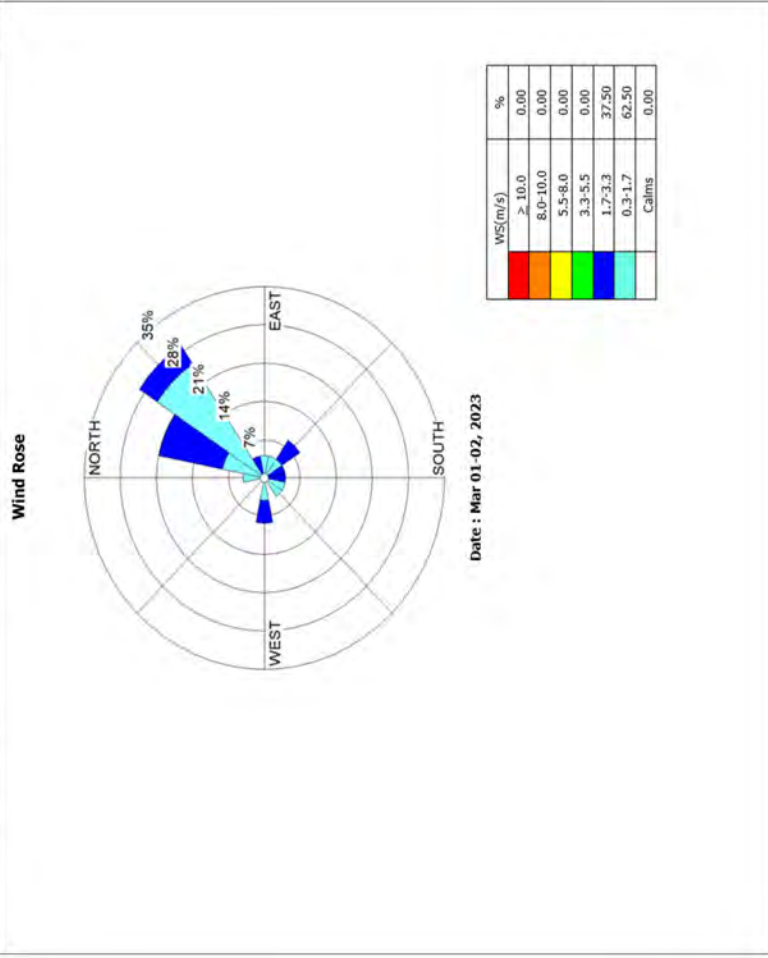 Wind Rose
NORTH
35%
28%
21%
14%
7%
WEST
EAST
SOUTH
Date : Mar 01-02, 2023
WS(m/s) %
≥ 10.0 0.00
8.0-10.0 0.00
5.5-8.0 0.00
3.3-5.5 0.00
1.7-3.3 37.50
0.3-1.7 62.50
Calms 0.00